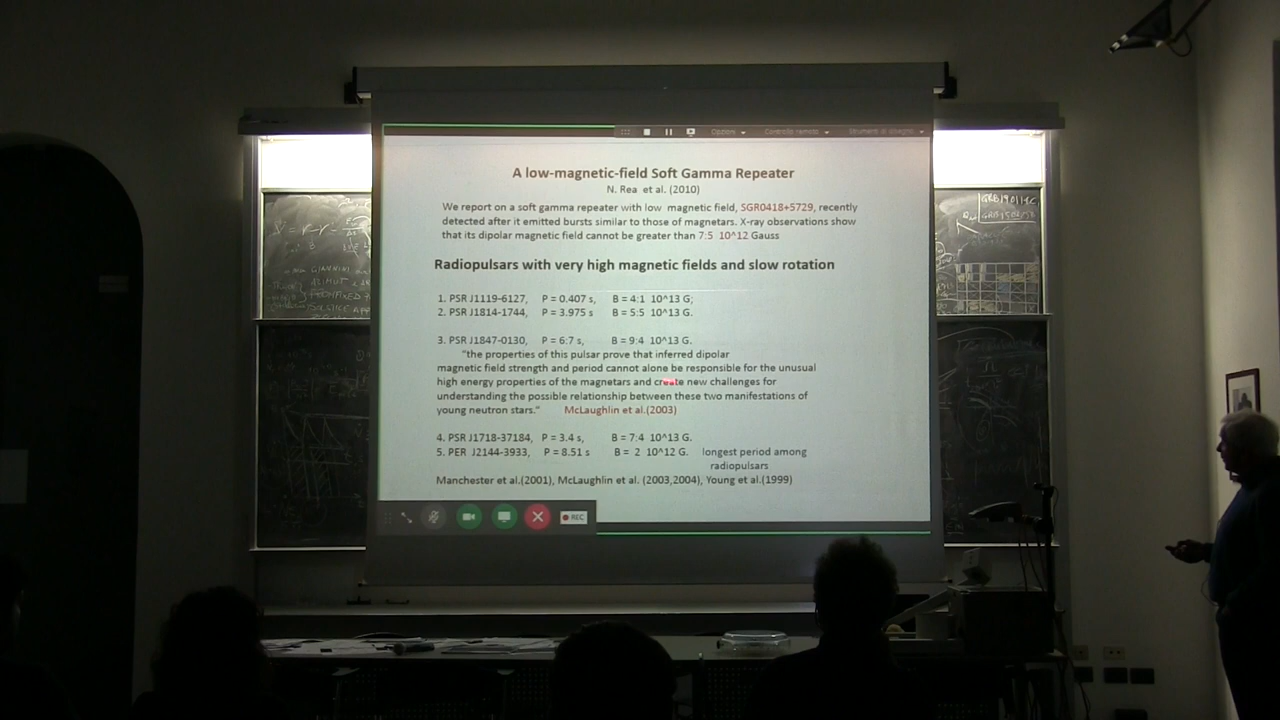 Opzioni
Controllo remoto
Strumenti di disegno
A low-magnetic-field Soft Gamma Repeater
N. Rea et al. (2010)
We report on a soft gamma repeater with low magnetic field, SGR0418+5729, recently
detected after it emitted bursts similar to those of magnetars. X-ray observations show
that its dipolar magnetic field cannot be greater than 7:5 10^12 Gauss
Radiopulsars with very high magnetic fields and slow rotation
1. PSR J1119-6127, P = 0.407 s, B = 4:1 10^13 G;
2. PSR J1814-1744, P = 3.975 s B = 5:5 10^13 G.
3. PSR J1847-0130, P = 6:7 s, B = 9:4 10^13 G.
"the properties of this pulsar prove that inferred dipolar
magnetic field strength and period cannot alone be responsible for the unusual
high energy properties of the magnetars and create new challenges for
understanding the possible relationship between these two manifestations of
young neutron stars." McLaughlin et al.(2003)
4. PSR J1718-37184, P = 3.4 s, B = 7:4 10^13 G.
5. PER J2144-3933, P = 8.51 s B = 2 10^12 G. longest period among
radiopulsars
Manchester et al.(2001), McLaughlin et al. (2003,2004), Young et al.(1999)
REC